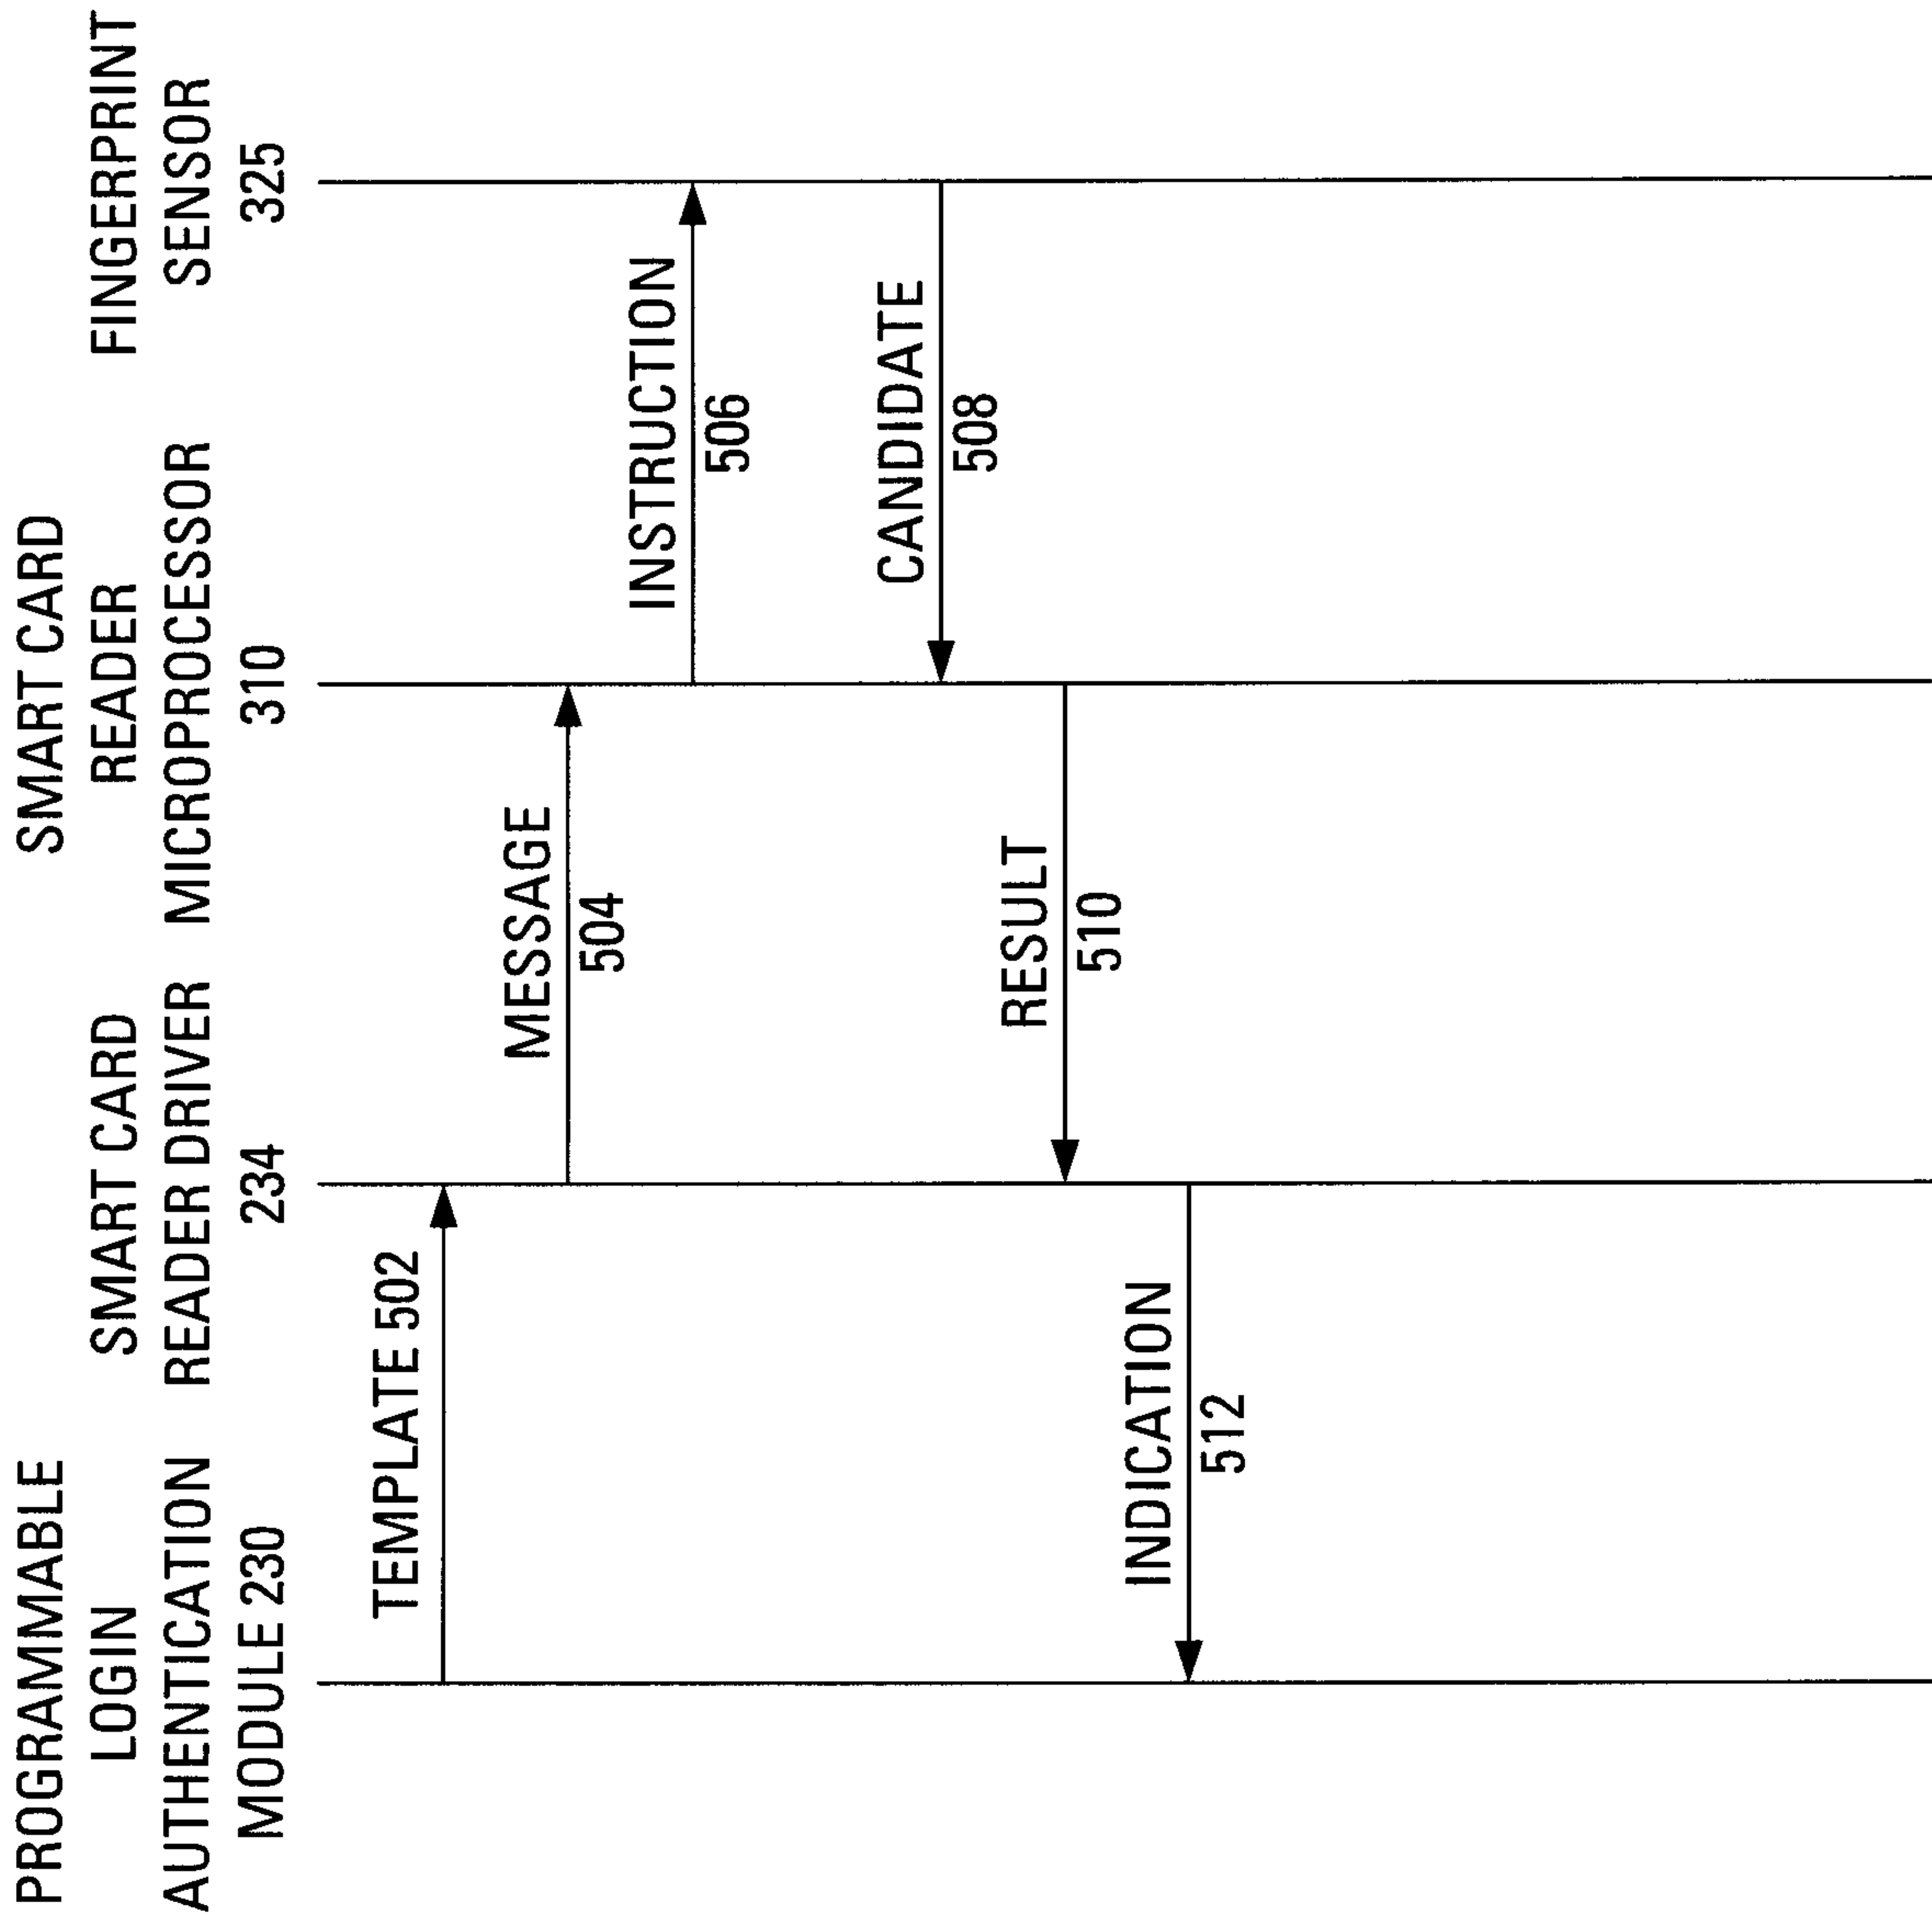 PROGRAMMABLE
LOGIN
AUTHENTICATION
MODULE 230
SMART CARD
READER DRIVER
234
SMART CARD
READER
MICROPROCESSOR
310
FINGERPRINT
SENSOR
325
TEMPLATE 502
MESSAGE
504
INSTRUCTION
506
CANDIDATE
508
RESULT
510
INDICATION
512